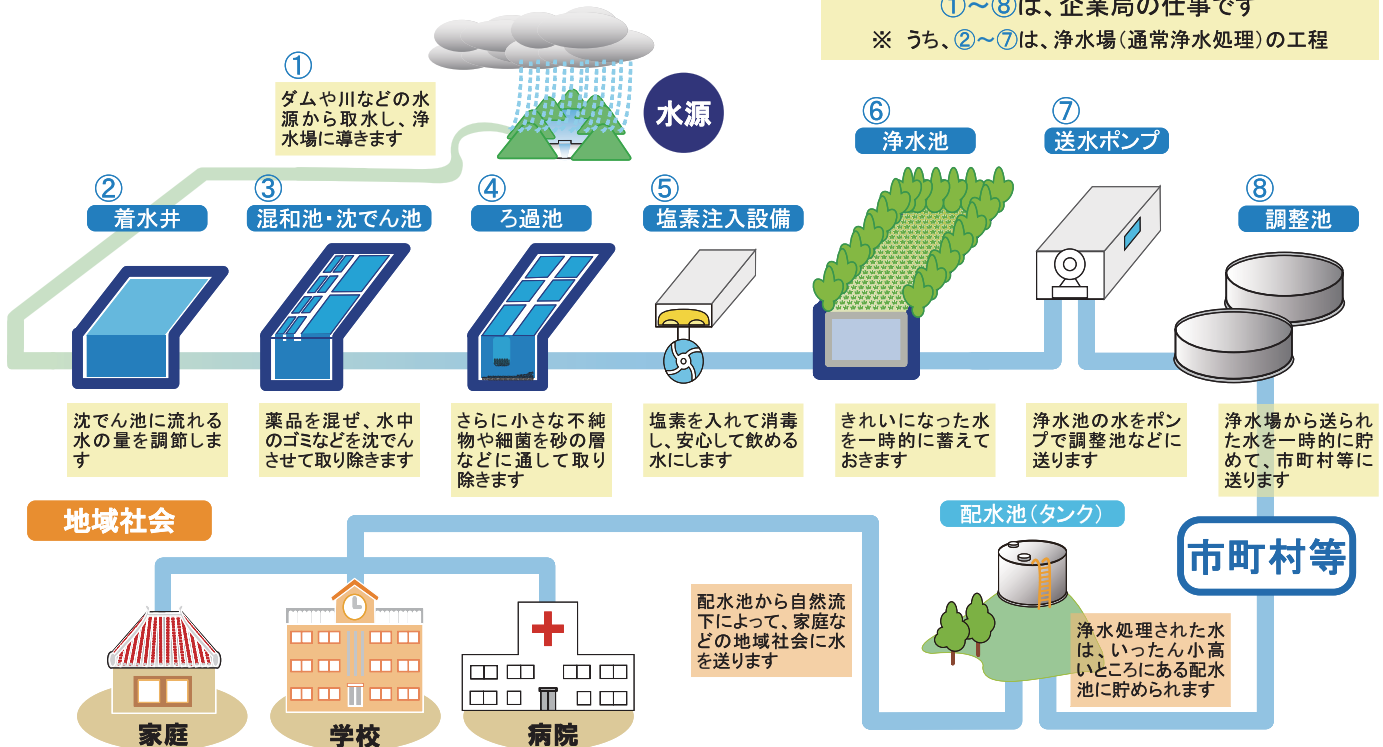 ①～⑧は、企業局の仕事です
※ うち、②～⑦は、浄水場（通常浄水処理）の工程
①
ダムや川などの水
源から取水し、浄
水場に導きます
水源
②
着水井
③
混和池・沈でん池
④
ろ過池
⑤
塩素注入設備
⑥
浄水池
⑦
送水ポンプ
⑧
調整池
沈でん池に流れる
水の量を調節しま
す
薬品を混ぜ、水中
のゴミなどを沈でん
させて取り除きます
さらに小さな不純
物や細菌を砂の層
などに通して取り
除きます
塩素を入れて消毒
し、安心して飲める
水にします
きれいになった水
を一時的に蓄えて
おきます
浄水池の水をポン
プで調整池などに
送ります
浄水場から送られ
た水を一時的に貯
めて、市町村等に
送ります
地域社会
配水池（タンク）
市町村等
配水池から自然流
下によって、家庭な
どの地域社会に水
を送ります
浄水処理された水
は、いったん小高
いところにある配水
池に貯められます
家庭
学校
病院